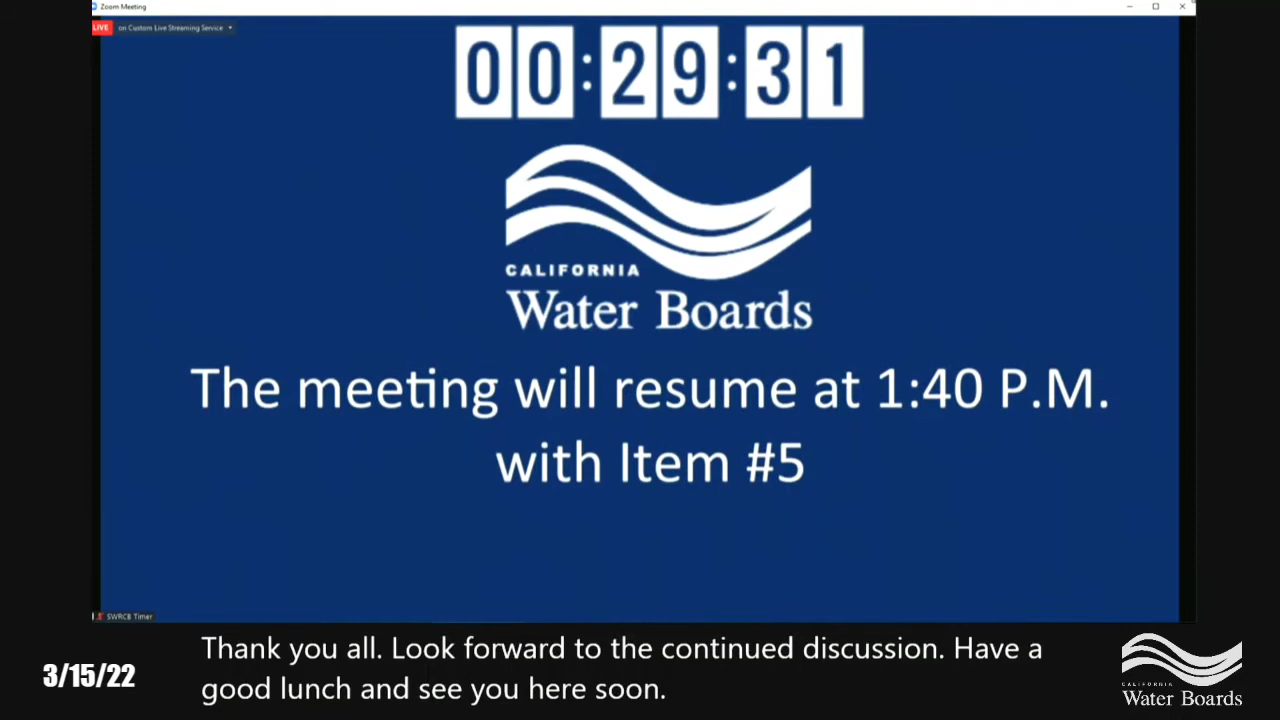 Zoom Meeting
LIVE on Custom Live Streaming Service
00:29:31
CALIFORNIA
Water Boards
The meeting will resume at 1:40 P.M.
with Item #5
SWRCB Timer
Thank you all. Look forward to the continued discussion. Have a
good lunch and see you here soon.
3/15/22
CALIFORNIA
Water Boards